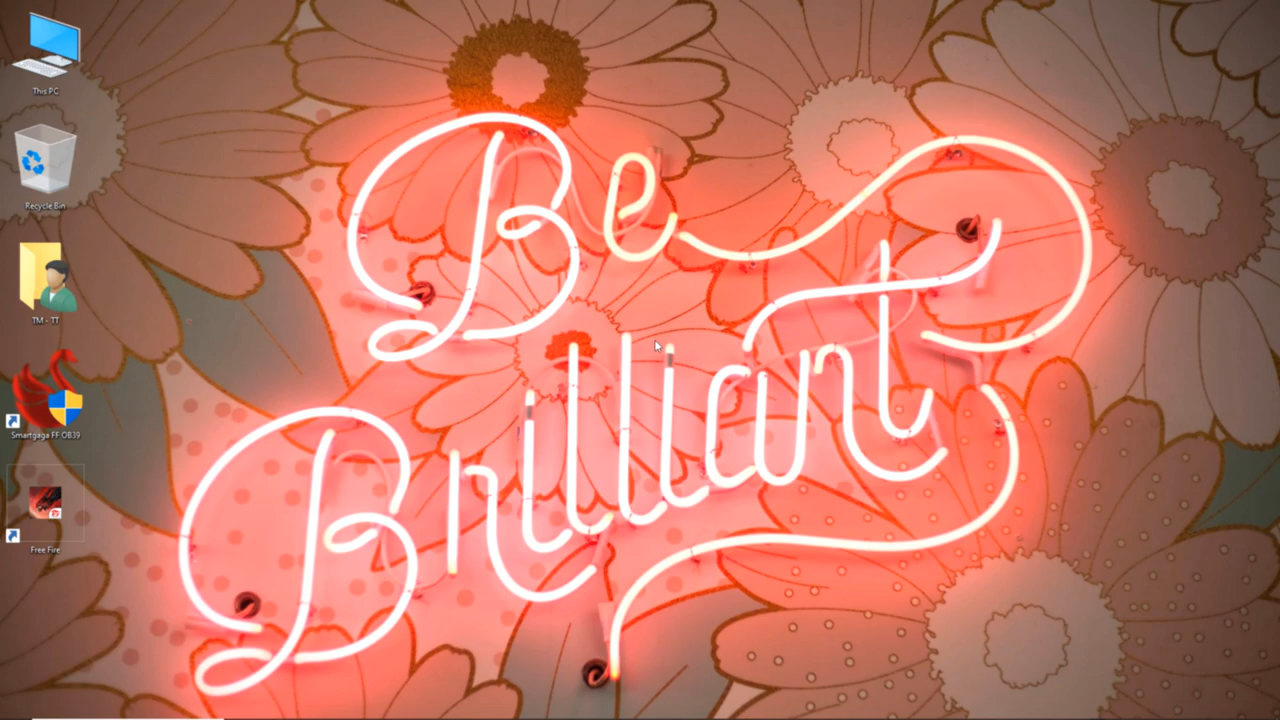 This PC
Recycle Bin
TM - TT
Smartgaga FF OB39
Free Fire
Be
Brilliant